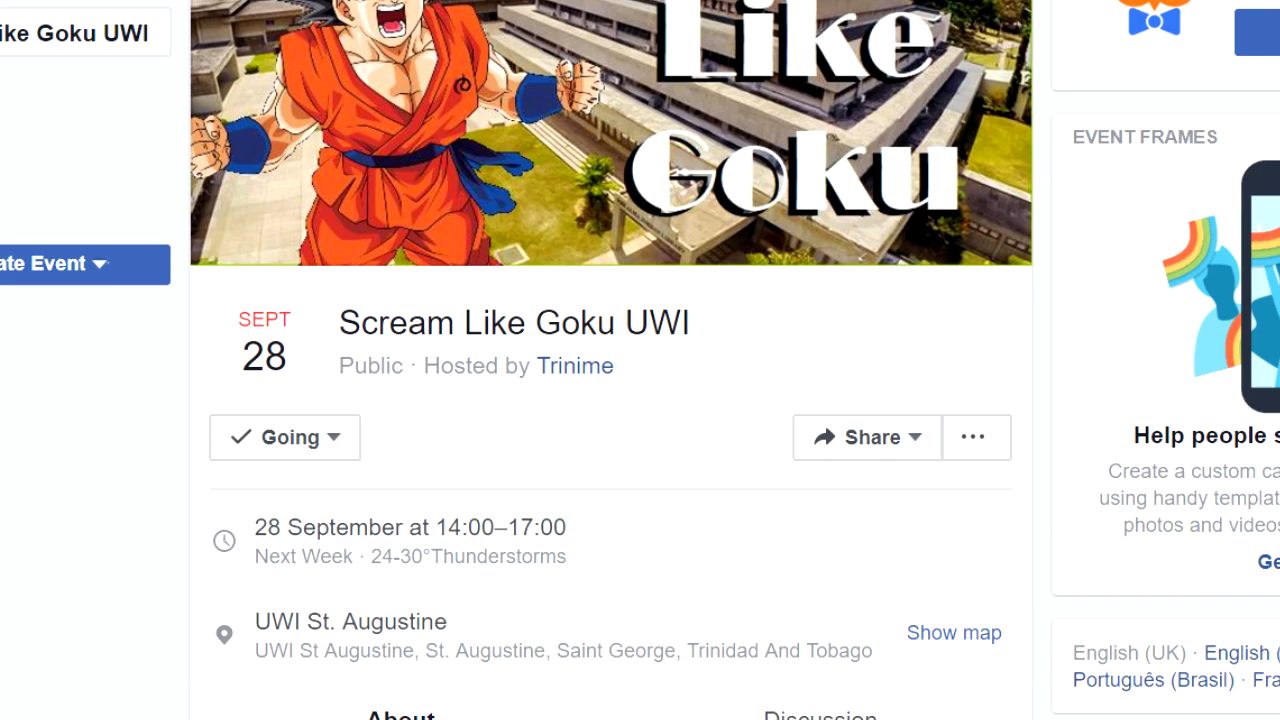 ike Goku UWI
ate Event
Like
Goku
SEPT
28
Scream Like Goku UWI
Public · Hosted by Trinime
Going
Share
28 September at 14:00–17:00
Next Week · 24-30°Thunderstorms
UWI St. Augustine
UWI St Augustine, St. Augustine, Saint George, Trinidad And Tobago
Show map
About
Discussion
EVENT FRAMES
Help people s
Create a custom ca
using handy templat
photos and videos
Ge
English (UK) · English (
Português (Brasil) · Fra